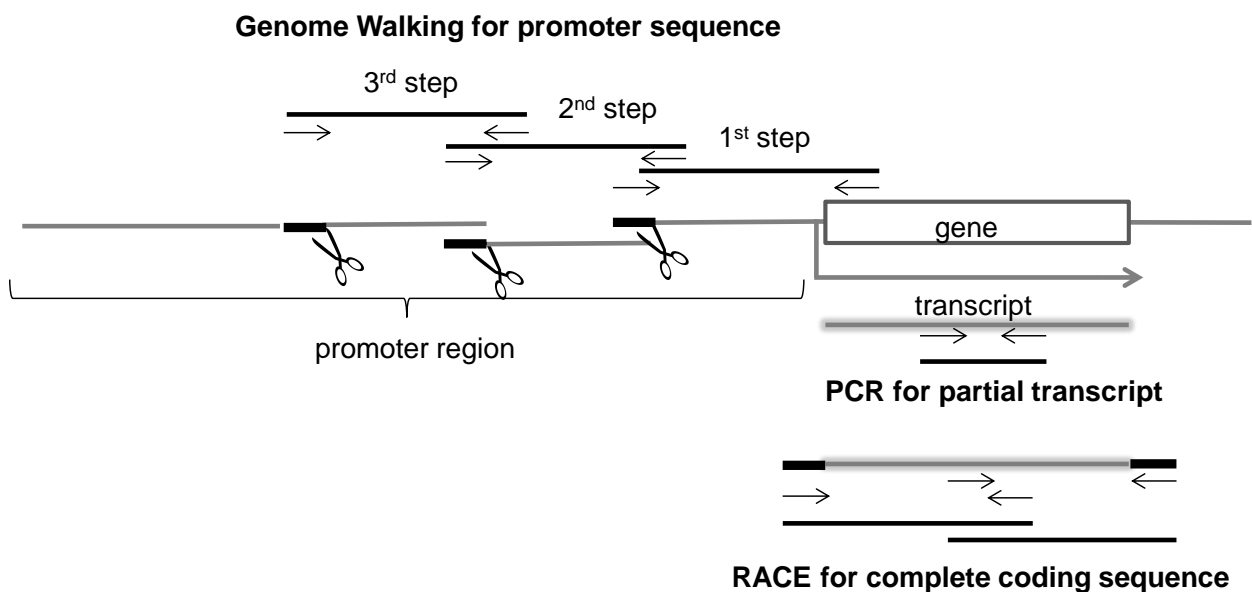 Genome Walking for promoter sequence
3rd step
2nd step
1st step
gene
transcript
promoter region
PCR for partial transcript
RACE for complete coding sequence